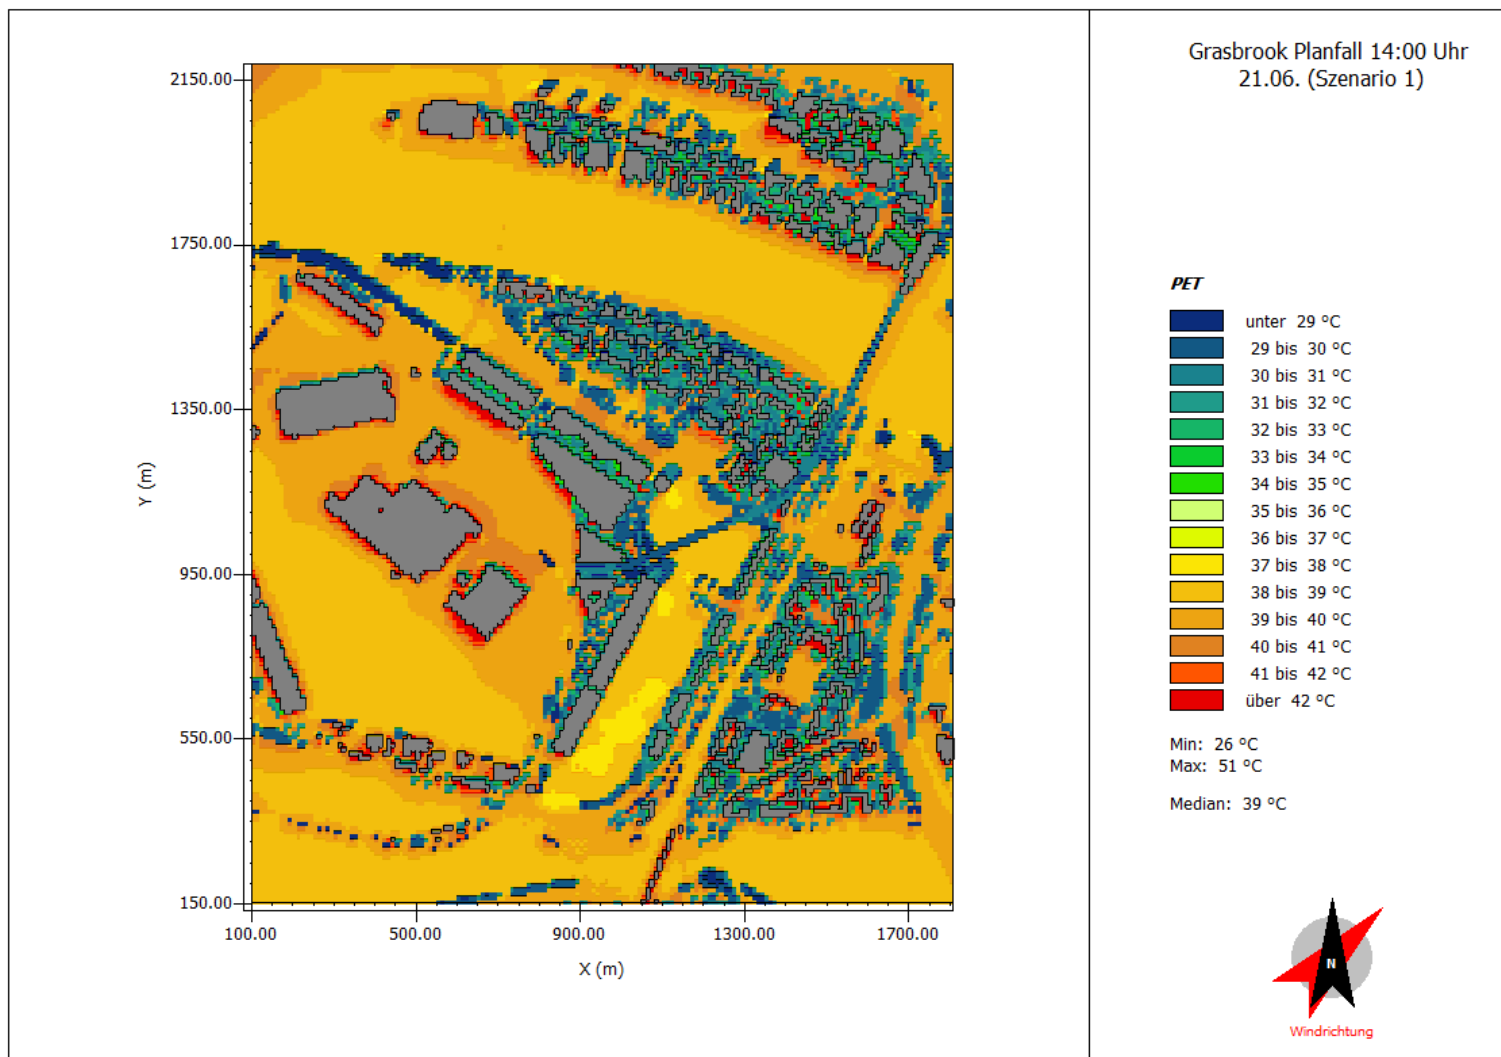 Grasbrook Planfall 14:00 Uhr
21.06. (Szenario 1)
2150.00
1750.00
1350.00
950.00
550.00
150.00
Y (m)
100.00 500.00 900.00 1300.00 1700.00
X (m)
PET
unter 29 °C
29 bis 30 °C
30 bis 31 °C
31 bis 32 °C
32 bis 33 °C
33 bis 34 °C
34 bis 35 °C
35 bis 36 °C
36 bis 37 °C
37 bis 38 °C
38 bis 39 °C
39 bis 40 °C
40 bis 41 °C
41 bis 42 °C
über 42 °C
Min: 26 °C
Max: 51 °C
Median: 39 °C
N
Windrichtung